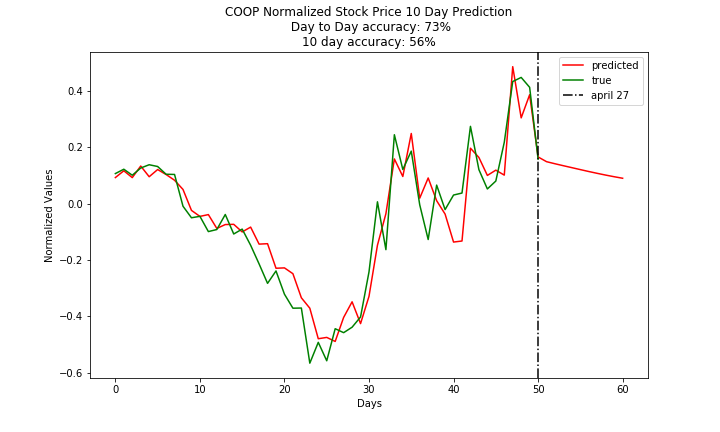 COOP Normalized Stock Price 10 Day Prediction
Day to Day accuracy: 73%
10 day accuracy: 56%
predicted
true
april 27
Normalized Values
0.4
0.2
0.0
−0.2
−0.4
−0.6
0 10 20 30 40 50 60
Days